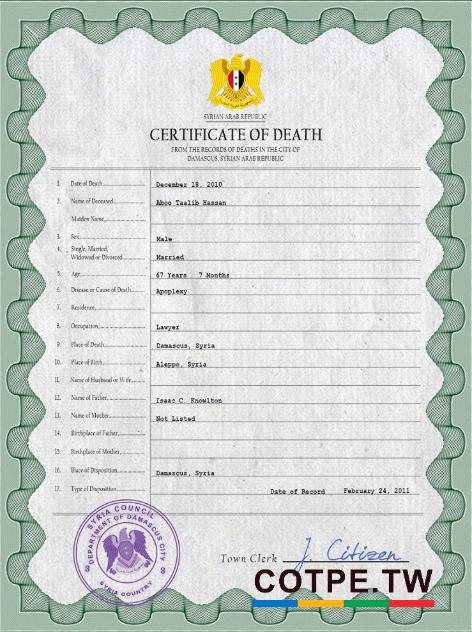 SYRIAN ARAB REPUBLIC
CERTIFICATE OF DEATH
FROM THE RECORDS OF DEATHS IN THE CITY OF
DAMASCUS, SYRIAN ARAB REPUBLIC
1. Date of Death December 18, 2010
2. Name of Deceased Aboo Taalib Hassan
Maiden Name
3. Sex Male
4. Single, Married,
Widowed or Divorced Married
5. Age 67 Years 7 Months
6. Disease or Cause of Death Apoplexy
7. Residence
8. Occupation Lawyer
9. Place of Death Damascus, Syria
10. Place of Birth Aleppo, Syria
11. Name of Husband or Wife
12. Name of Father Isaac C. Knowlton
13. Name of Mother Not Listed
14. Birthplace of Father
15. Birthplace of Mother
16. Place of Disposition Damascus, Syria
17. Type of Disposition Date of Record February 24, 2011
SYRIA COUNCIL
DEPARTMENT OF DAMASCUS CITY
3 3
SYRIA COUNTRY
Town Clerk J. Citizen
COTPE.TW